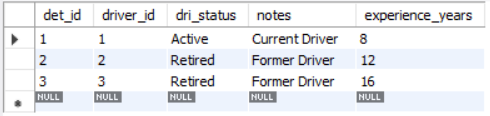 det_id driver_id dri_status notes experience_years
1 1 Active Current Driver 8
2 2 Retired Former Driver 12
3 3 Retired Former Driver 16
NULL NULL NULL NULL NULL